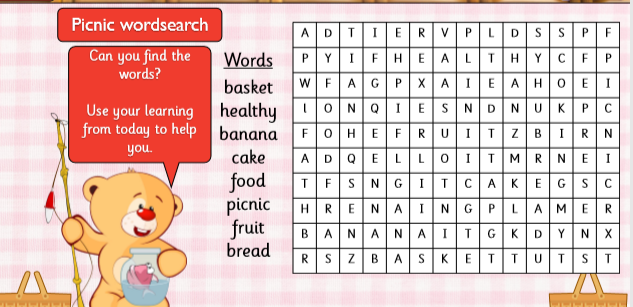 Picnic wordsearch
Can you find the
words?
Use your learning
from today to help
you.
Words
basket
healthy
banana
cake
food
picnic
fruit
bread
A D T I E R V P L D S S P F
P Y I F H E A L T H Y C F P
W F A G P X A I E A H O E I
L O N Q I E S N D N U K P C
F O H E F R U I T Z B I R N
A D Q E L L O I T M R N E I
T F S N G I T C A K E G S C
H R E N A I N G P L A M E R
B A N A N A I T G K D Y N X
R S Z B A S K E T T U T S T